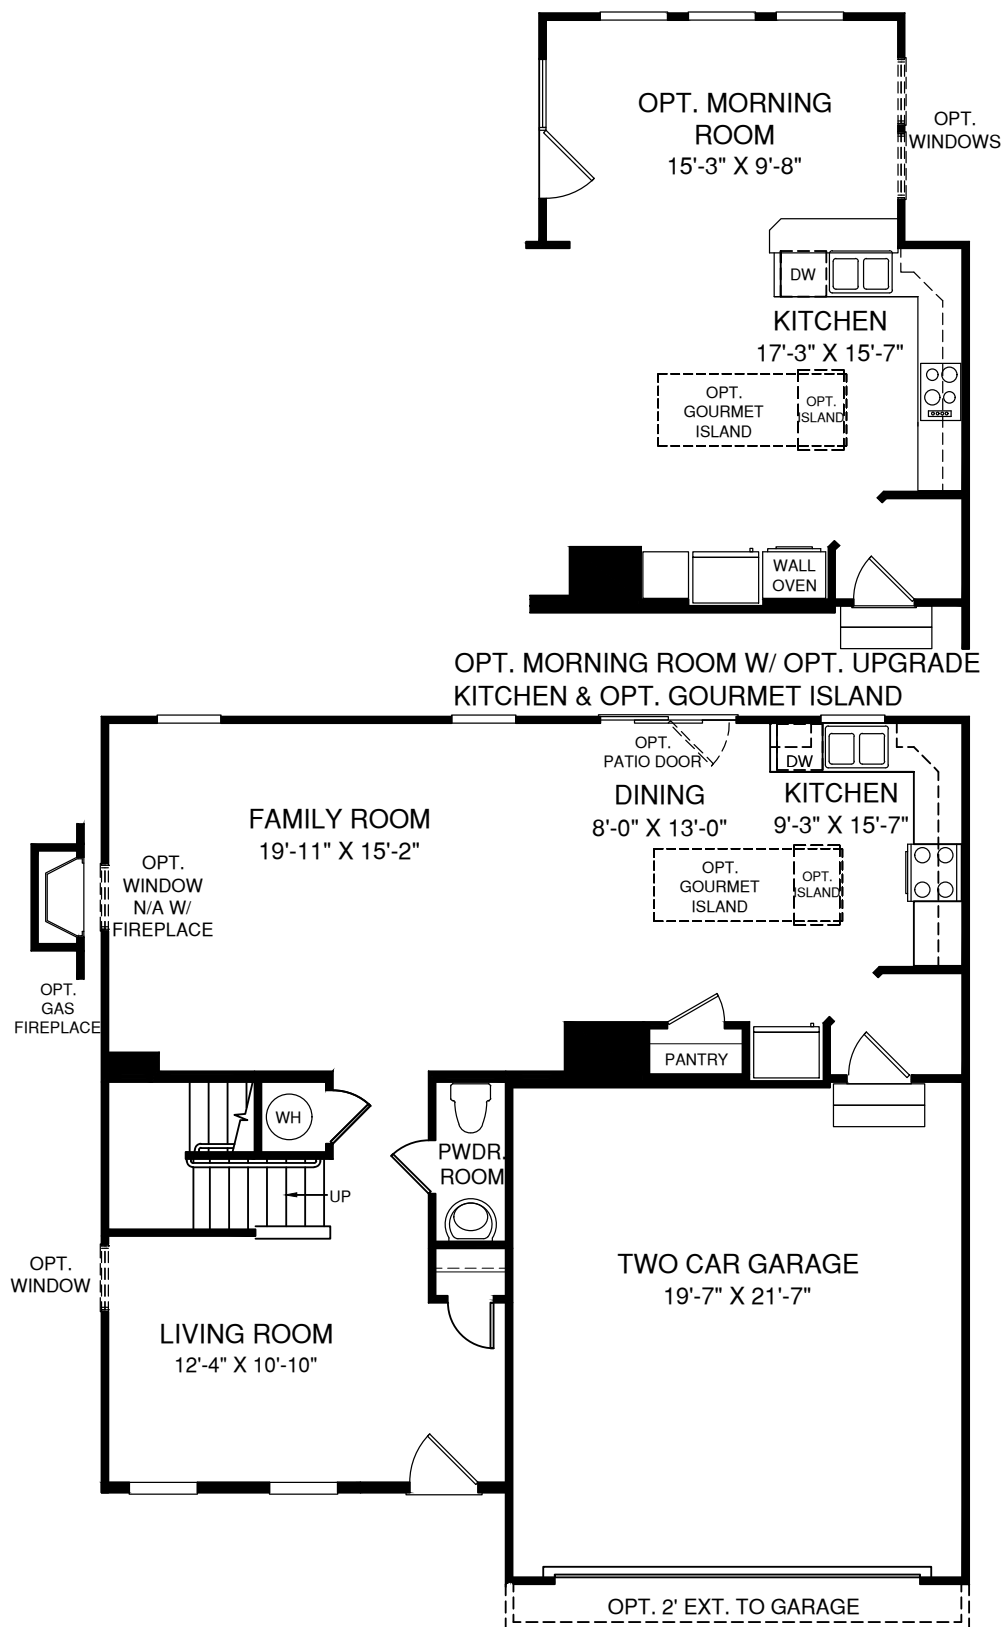 OPT. MORNING
ROOM
15'-3" X 9'-8"
OPT.
WINDOWS
DW
KITCHEN
17'-3" X 15'-7"
OPT.
GOURMET
ISLAND
OPT.
ISLAND
WALL
OVEN
OPT. MORNING ROOM W/ OPT. UPGRADE
KITCHEN & OPT. GOURMET ISLAND
OPT.
PATIO DOOR
DW
FAMILY ROOM
19'-11" X 15'-2"
DINING
8'-0" X 13'-0"
KITCHEN
9'-3" X 15'-7"
OPT.
WINDOW
N/A W/
FIREPLACE
OPT.
GOURMET
ISLAND
OPT.
ISLAND
OPT.
GAS
FIREPLACE
PANTRY
WH
PWDR.
ROOM
UP
OPT.
WINDOW
TWO CAR GARAGE
19'-7" X 21'-7"
LIVING ROOM
12'-4" X 10'-10"
OPT. 2' EXT. TO GARAGE